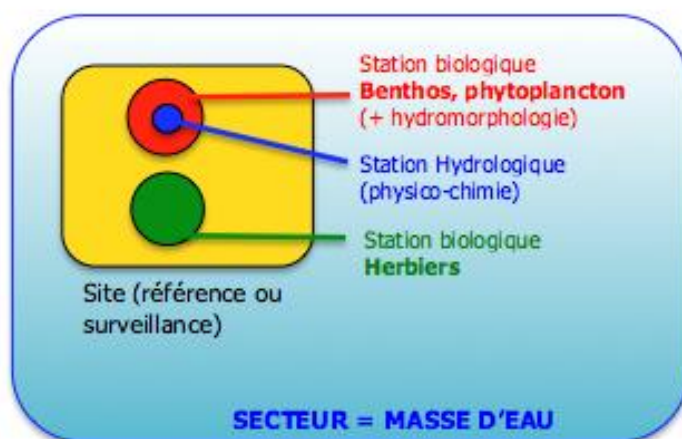 Station biologique
Benthos, phytoplancton
(+ hydromorphologie)
Station Hydrologique
(physico-chimie)
Station biologique
Herbiers
Site (référence ou
surveillance)
SECTEUR = MASSE D'EAU